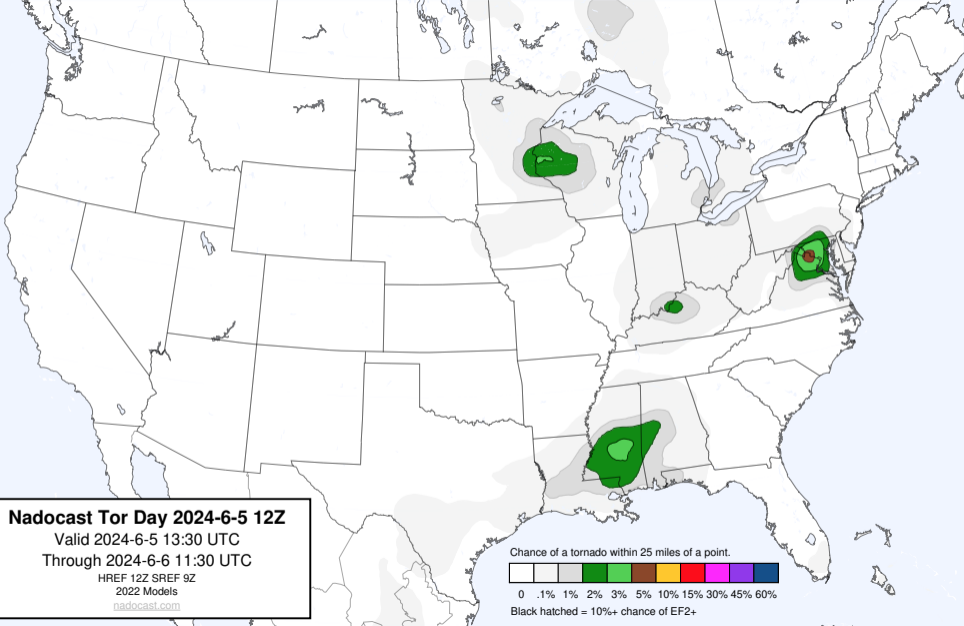 Nadocast Tor Day 2024-6-5 12Z
Valid 2024-6-5 13:30 UTC
Through 2024-6-6 11:30 UTC
HREF 12Z SREF 9Z
2022 Models
nadocast.com
Chance of a tornado within 25 miles of a point.
0 .1% 1% 2% 3% 5% 10% 15% 30% 45% 60%
Black hatched = 10%+ chance of EF2+